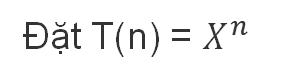 Đặt T(n) = Xⁿ